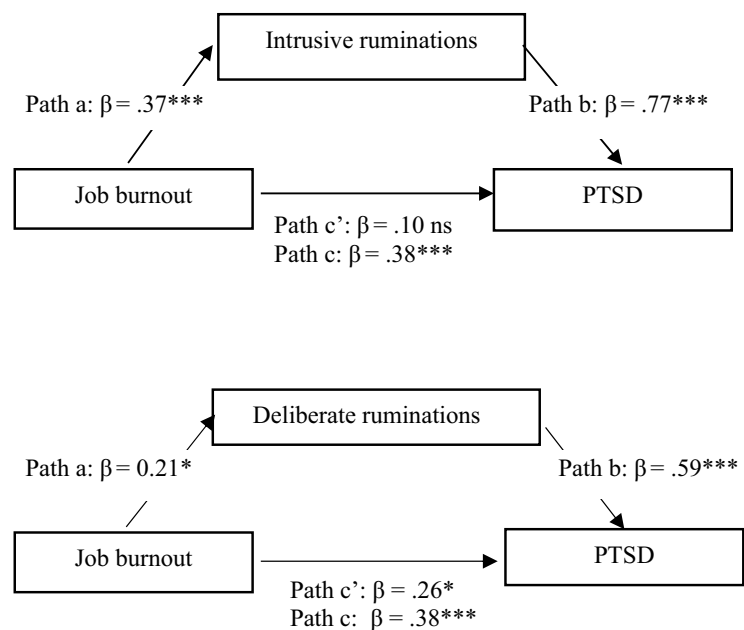 Intrusive ruminations
Path a: β = .37***
Path b: β = .77***
Job burnout
PTSD
Path c’: β = .10 ns
Path c: β = .38***
Deliberate ruminations
Path a: β = 0.21*
Path b: β = .59***
Job burnout
PTSD
Path c’: β = .26*
Path c: β = .38***